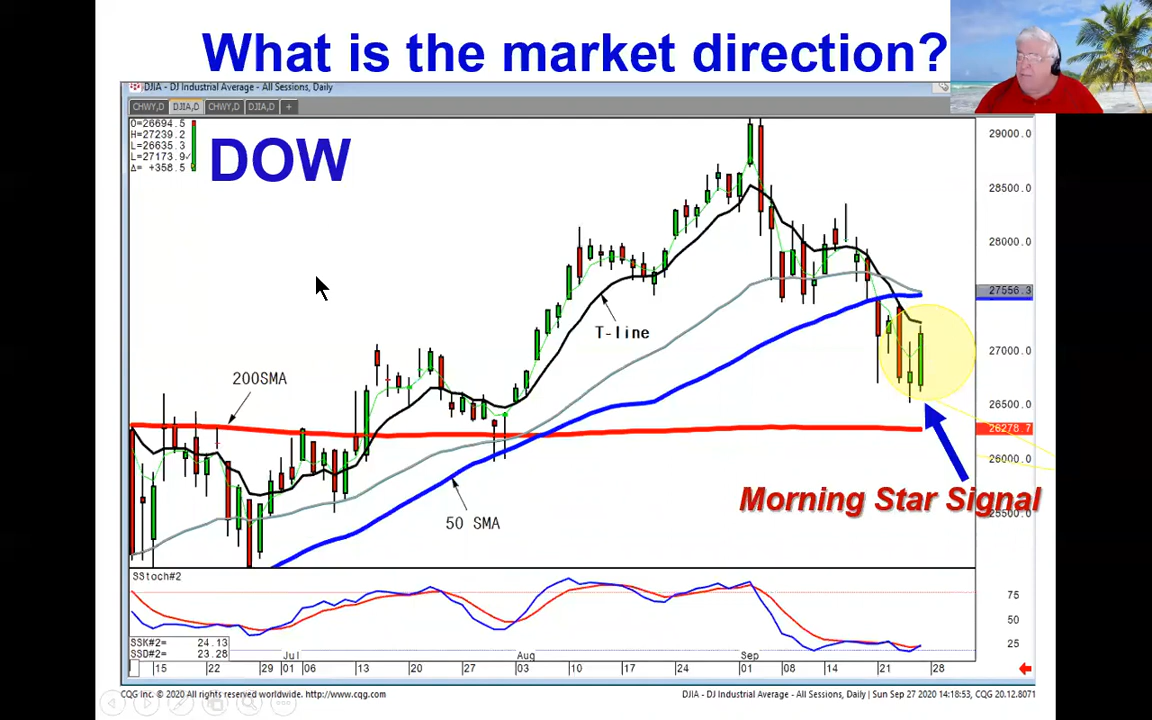 What is the market direction?
DJIA - DJ Industrial Average - All Sessions, Daily
CHWY,D DJIA,D CHWY,D DJIA,D +
O=26694.5
H=27239.2
L=26635.3
L=27173.9✓
Δ= +358.5
DOW
29000.0
28500.0
28000.0
27556.3
T-line
27000.0
200SMA
26500.0
26278.7
26000.0
Morning Star Signal
25500.0
50 SMA
SStoch#2
75
50
25
SSK#2= 24.13
SSD#2= 23.28
Jul Aug Sep
15 22 29 01 06 13 20 27 03 10 17 24 01 08 14 21 28
CQG Inc. © 2020 All rights reserved worldwide. http://www.cqg.com
DJIA - DJ Industrial Average - All Sessions, Daily | Sun Sep 27 2020 14:18:53, CQG 20.12.8071